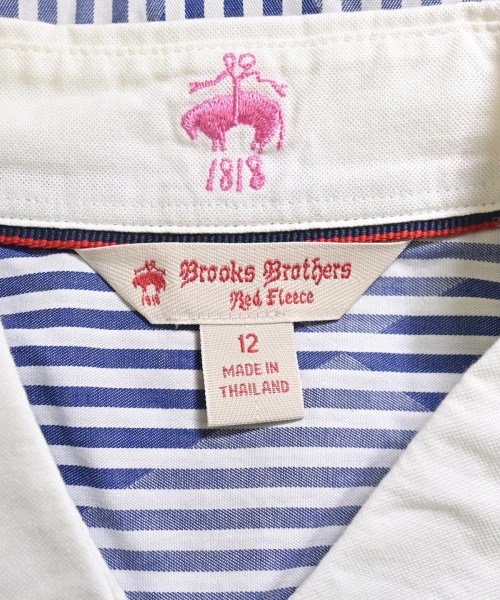 1818
Brooks Brothers
Red Fleece
1818
12
MADE IN
THAILAND